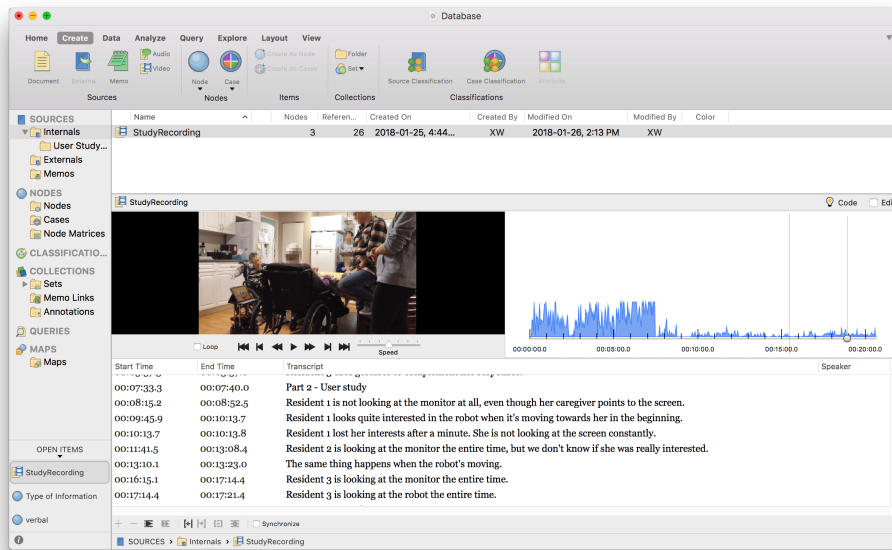 Database
Home Create Data Analyze Query Explore Layout View
Audio
Video
Create As Node
Create As Cases
Folder
Set
Document External Memo Node Case Source Classification Case Classification Attribute
Sources Nodes Items Collections Classifications
SOURCES
Internals
User Study...
Externals
Memos
NODES
Nodes
Cases
Node Matrices
CLASSIFICATIO...
COLLECTIONS
Sets
Memo Links
Annotations
QUERIES
MAPS
Maps
OPEN ITEMS
StudyRecording
Type of Information
verbal
Name Nodes Referen... Created On Created By Modified On Modified By Color
StudyRecording 3 26 2018-01-25, 4:44... XW 2018-01-26, 2:13 PM XW
StudyRecording Code Edi
Loop Speed
00:00:00.0 00:05:00.0 00:10:00.0 00:15:00.0 00:20:00.0
Start Time End Time Transcript Speaker
00:07:33.3 00:07:40.0 Part 2 - User study
00:08:15.2 00:08:52.5 Resident 1 is not looking at the monitor at all, even though her caregiver points to the screen.
00:09:45.9 00:10:13.7 Resident 1 looks quite interested in the robot when it's moving towards her in the beginning.
00:10:13.7 00:10:13.8 Resident 1 lost her interests after a minute. She is not looking at the screen constantly.
00:11:41.5 00:13:08.4 Resident 2 is looking at the monitor the entire time, but we don't know if she was really interested.
00:13:10.1 00:13:23.0 The same thing happens when the robot's moving.
00:16:15.1 00:17:14.4 Resident 3 is looking at the monitor the entire time.
00:17:14.4 00:17:21.4 Resident 3 is looking at the robot the entire time.
Synchronize
SOURCES > Internals > StudyRecording